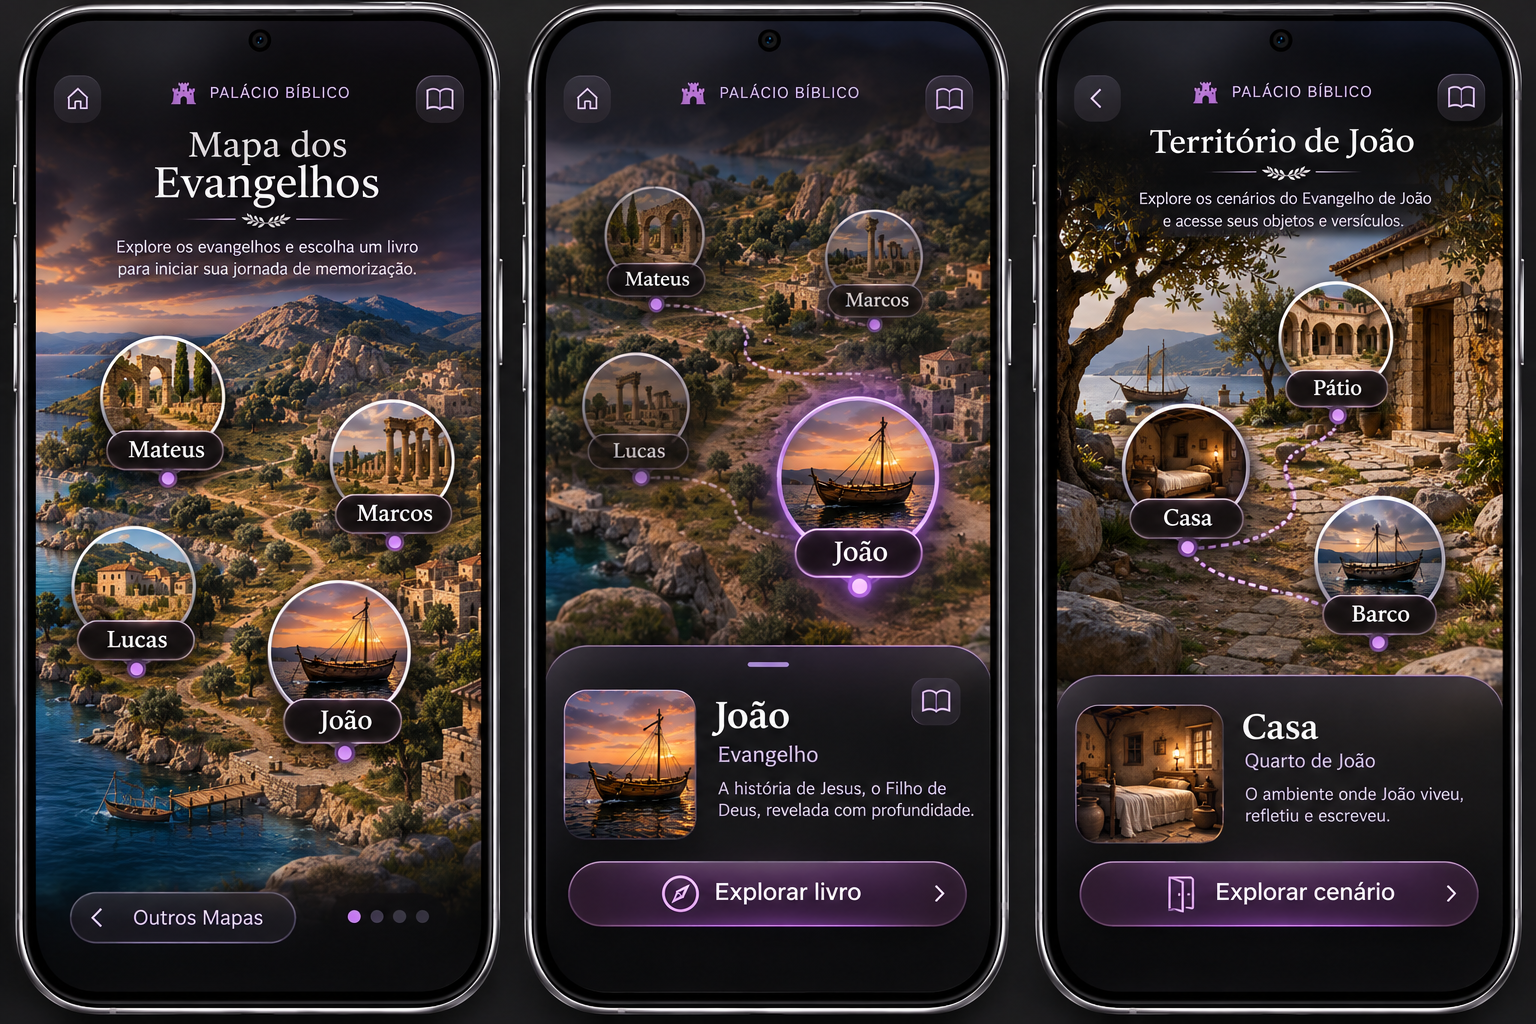 PALÁCIO BÍBLICO
Mapa dos
Evangelhos
Explore os evangelhos e escolha um livro
para iniciar sua jornada de memorização.
Mateus
Marcos
Lucas
João
Outros Mapas
PALÁCIO BÍBLICO
Mateus
Marcos
Lucas
João
João
Evangelho
A história de Jesus, o Filho de
Deus, revelada com profundidade.
Explorar livro
PALÁCIO BÍBLICO
Território de João
Explore os cenários do Evangelho de João
e acesse seus objetos e versículos.
Pátio
Casa
Barco
Casa
Quarto de João
O ambiente onde João viveu,
refletiu e escreveu.
Explorar cenário